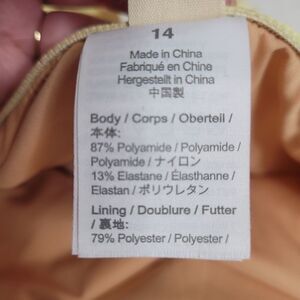 14
Made in China
Fabriqué en Chine
Hergestellt in China
中国製
Body / Corps / Oberteil /
本体:
87% Polyamide / Polyamide /
Polyamide / ナイロン
13% Elastane / Élasthanne /
Elastan / ポリウレタン
Lining / Doublure / Futter
/ 裏地:
79% Polyester / Polyester /